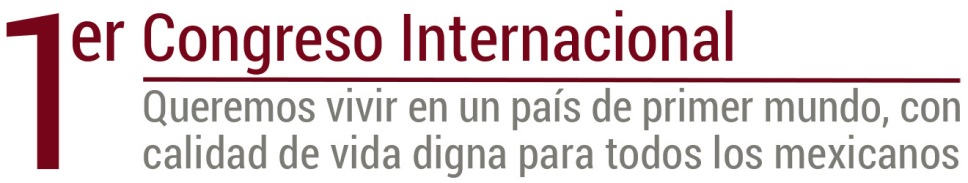 1er Congreso Internacional
Queremos vivir en un país de primer mundo, con
calidad de vida digna para todos los mexicanos